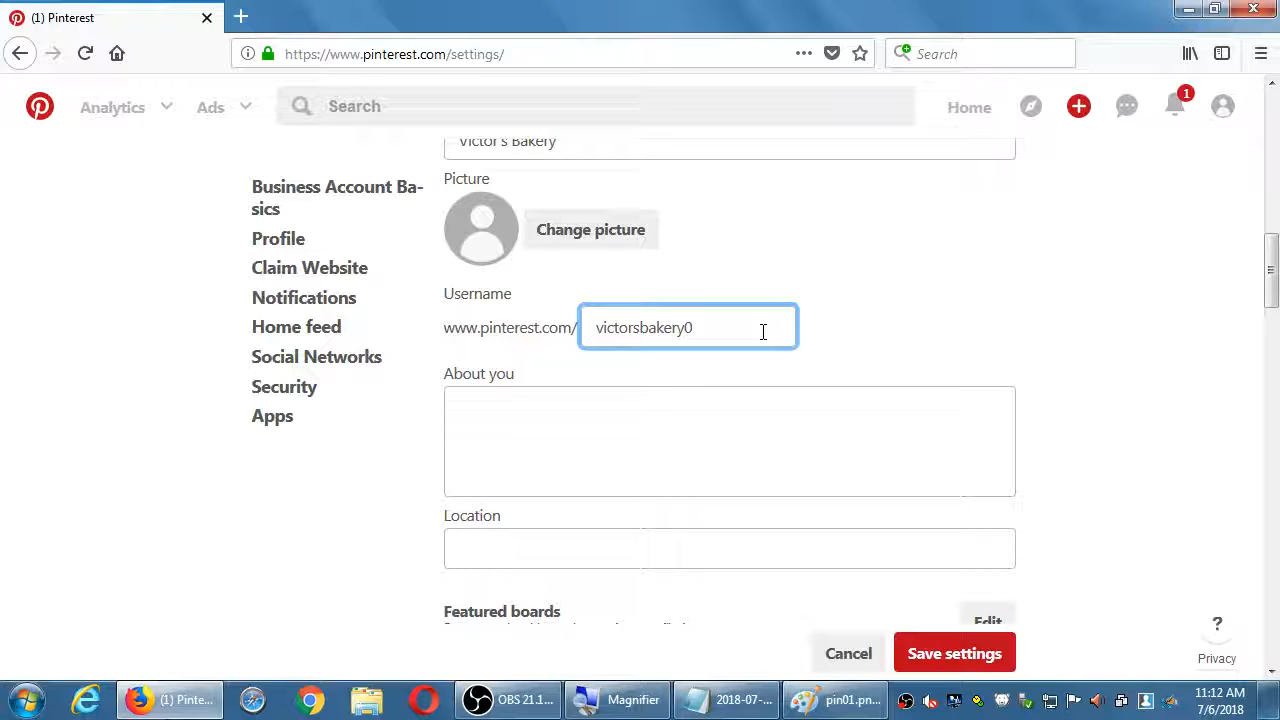 (1) Pinterest
https://www.pinterest.com/settings/
Search
Analytics
Ads
Search
Home
1
Victor's Bakery
Business Account Ba-
sics
Profile
Claim Website
Notifications
Home feed
Social Networks
Security
Apps
Picture
Change picture
Username
www.pinterest.com/
victorsbakery0
About you
Location
Featured boards
Edit
Cancel
Save settings
?
Privacy
(1) Pinte...
OBS 21.1...
Magnifier
2018-07-...
pin01.pn...
11:12 AM
7/6/2018